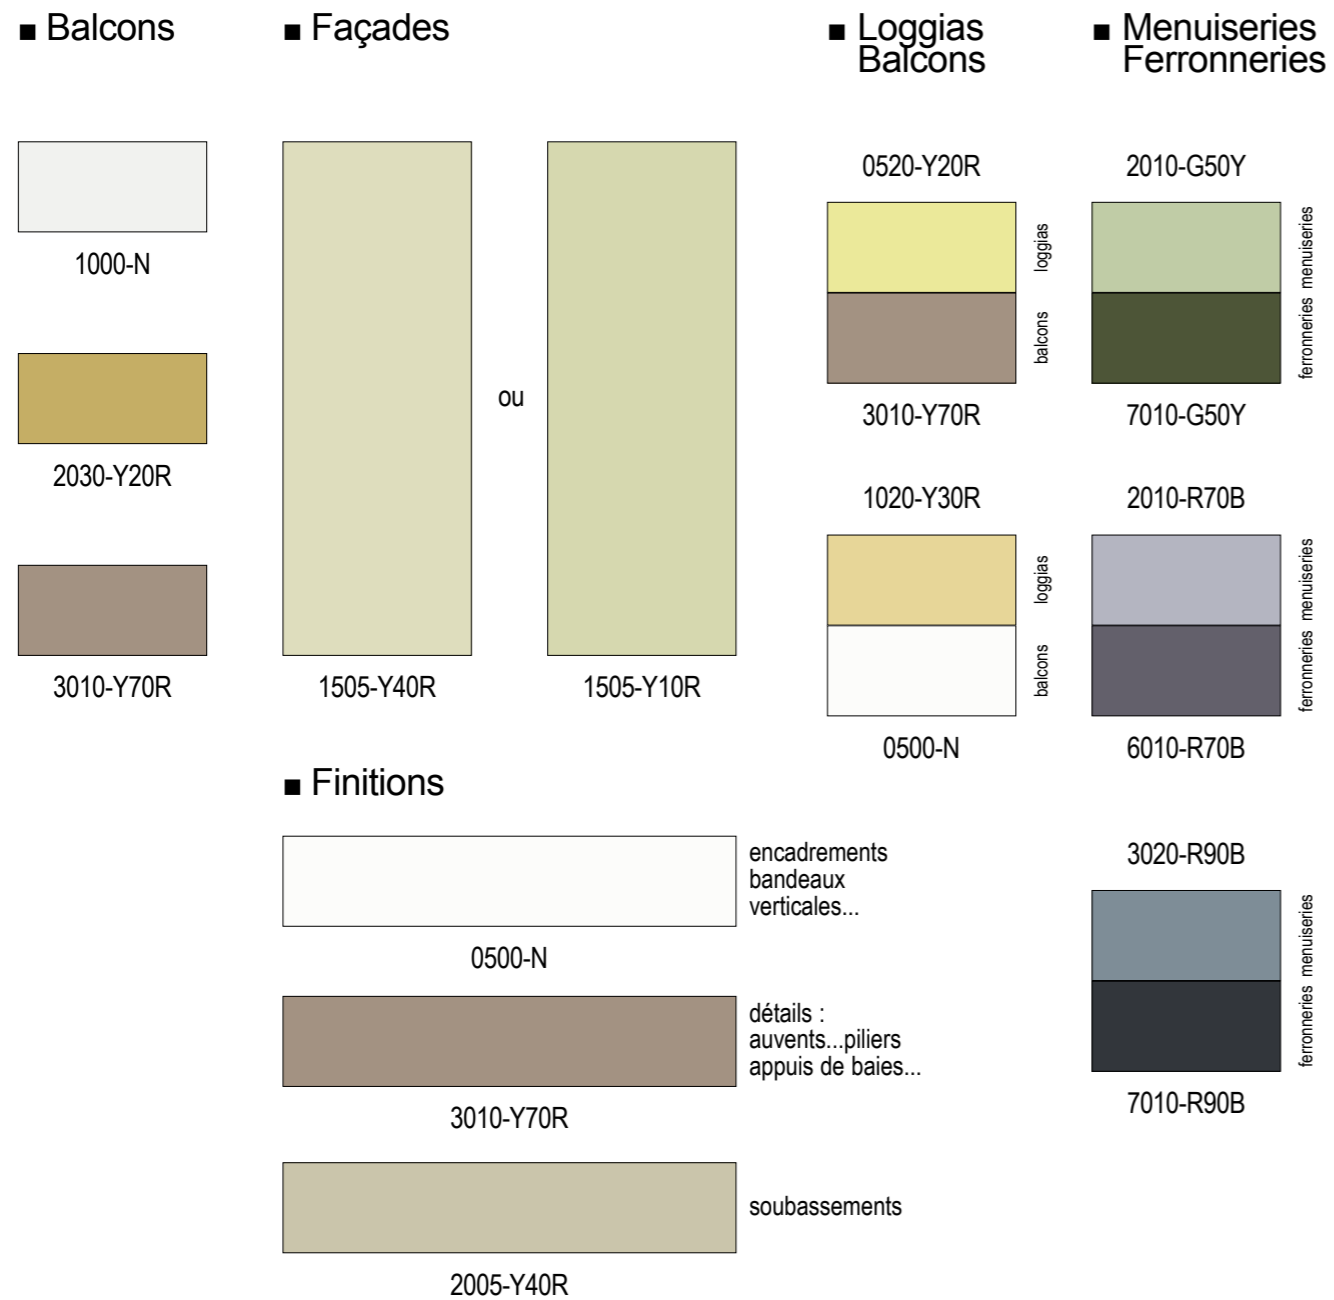 ■ Balcons
1000-N
2030-Y20R
3010-Y70R
■ Façades
ou
1505-Y40R
1505-Y10R
■ Finitions
encadrements
bandeaux
verticales...
0500-N
détails :
auvents...piliers
appuis de baies...
3010-Y70R
soubassements
2005-Y40R
■ Loggias
Balcons
0520-Y20R
loggias
balcons
3010-Y70R
1020-Y30R
loggias
balcons
0500-N
■ Menuiseries
Ferronneries
2010-G50Y
menuiseries
ferronneries
7010-G50Y
2010-R70B
menuiseries
ferronneries
6010-R70B
3020-R90B
menuiseries
ferronneries
7010-R90B